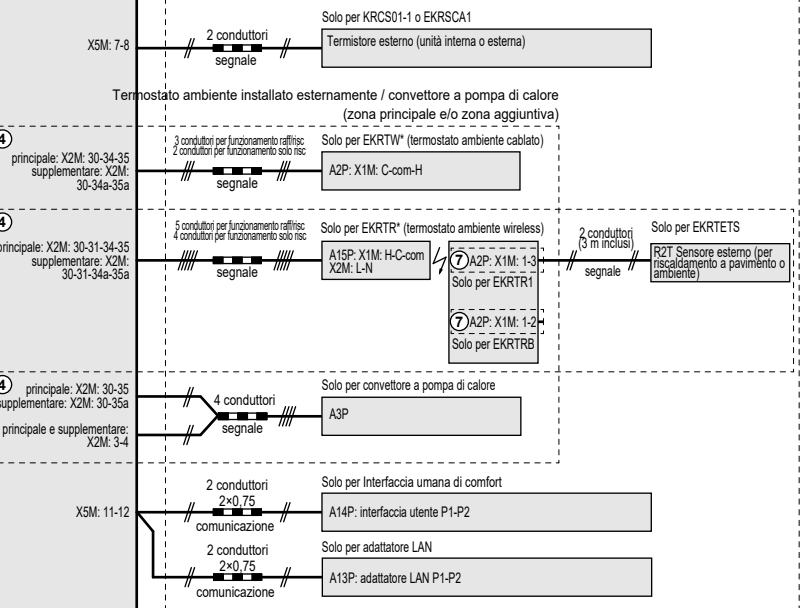 Solo per KRCS01-1 o EKRSCA1
X5M: 7-8
2 conduttori
segnale
Termistore esterno (unità interna o esterna)
Termostato ambiente installato esternamente / convettore a pompa di calore
(zona principale e/o zona aggiuntiva)
4
principale: X2M: 30-34-35
supplementare: X2M:
30-34a-35a
3 conduttori per funzionamento raff/risc
2 conduttori per funzionamento solo risc
segnale
Solo per EKRTW* (termostato ambiente cablato)
A2P: X1M: C-com-H
4
principale: X2M: 30-31-34-35
supplementare: X2M:
30-31-34a-35a
5 conduttori per funzionamento raff/risc
4 conduttori per funzionamento solo risc
segnale
Solo per EKRTR* (termostato ambiente wireless)
A15P: X1M: H-C-com
X2M: L-N
7 A2P: X1M: 1-3
Solo per EKRTR1
7 A2P: X1M: 1-2
Solo per EKRTRB
2 conduttori
(3 m inclusi)
segnale
Solo per EKRTETS
R2T Sensore esterno (per
riscaldamento a pavimento o
ambiente)
4
principale: X2M: 30-35
supplementare: X2M: 30-35a
principale e supplementare:
X2M: 3-4
4 conduttori
segnale
Solo per convettore a pompa di calore
A3P
X5M: 11-12
2 conduttori
2×0,75
comunicazione
Solo per Interfaccia umana di comfort
A14P: interfaccia utente P1-P2
2 conduttori
2×0,75
comunicazione
Solo per adattatore LAN
A13P: adattatore LAN P1-P2